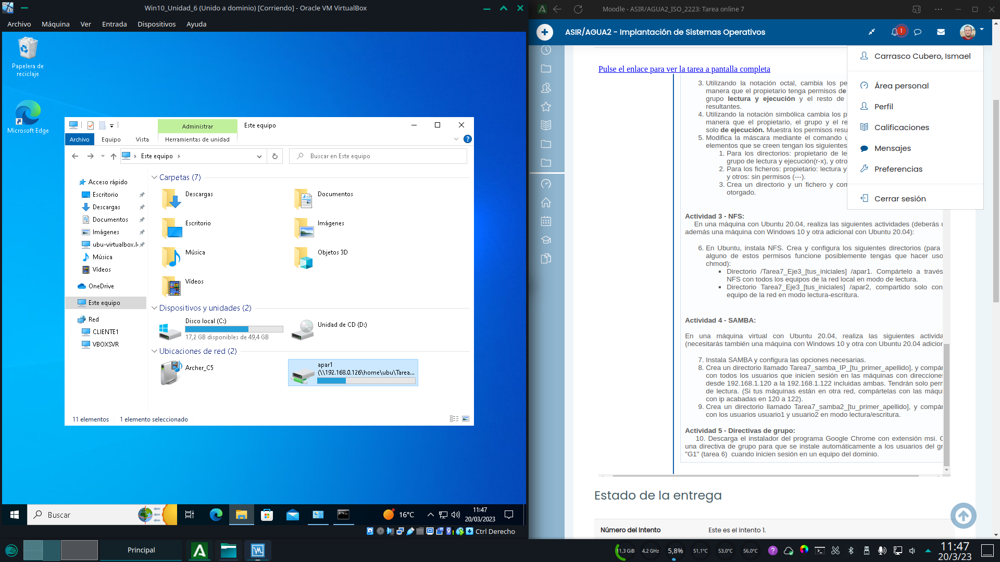 Win10_Unidad_6 (Unido a dominio) [Corriendo] - Oracle VM VirtualBox
Archivo Máquina Ver Entrada Dispositivos Ayuda
Papelera de
reciclaje
Microsoft Edge
Administrar
Este equipo
Archivo Equipo Vista Herramientas de unidad
Este equipo
Buscar en Este equipo
Acceso rápido
Escritorio
Descargas
Documentos
Imágenes
ubu-virtualbox.l
Música
Vídeos
OneDrive
Este equipo
Red
CLIENTE1
VBOXSVR
Carpetas (7)
Descargas
Documentos
Escritorio
Imágenes
Música
Objetos 3D
Vídeos
Dispositivos y unidades (2)
Disco local (C:)
17,2 GB disponibles de 49,4 GB
Unidad de CD (D:)
Ubicaciones de red (2)
Archer_C5
apar1
(\\192.168.0.126\home\ubu\Tarea...
11 elementos 1 elemento seleccionado
Buscar
16°C
11:47
20/03/2023
Ctrl Derecho
Moodle - ASIR/AGUA2_ISO_2223: Tarea online 7
ASIR/AGUA2 - Implantación de Sistemas Operativos
1
Carrasco Cubero, Ismael
Área personal
Perfil
Calificaciones
Mensajes
Preferencias
Cerrar sesión
Pulse el enlace para ver la tarea a pantalla completa
3. Utilizando la notación octal, cambia los pe
manera que el propietario tenga permisos de
grupo lectura y ejecución y el resto de
resultantes.
4. Utilizando la notación simbólica cambia los p
manera que el propietario, el grupo y el re
solo de ejecución. Muestra los permisos resu
5. Modifica la máscara mediante el comando u
elementos que se creen tengan los siguientes
1. Para los directorios: propietario de le
grupo de lectura y ejecución(r-x), y otro
2. Para los ficheros: propietario: lectura y
y otros: sin permisos (---).
3. Crea un directorio y un fichero y com
otorgado.
Actividad 3 - NFS:
En una máquina con Ubuntu 20.04, realiza las siguientes actividades (deberás u
además una máquina con Windows 10 y otra adicional con Ubuntu 20.04):
6. En Ubuntu, instala NFS. Crea y configura los siguientes directorios (para
alguno de estos permisos funcione posiblemente tengas que hacer uso
chmod):
Directorio /Tarea7_Eje3_[tus_iniciales] /apar1. Compártelo a través
NFS con todos los equipos de la red local en modo de lectura.
Directorio Tarea7_Eje3_[tus_iniciales] /apar2, compartido solo con
equipo de la red en modo lectura-escritura.
Actividad 4 - SAMBA:
En una máquina virtual con Ubuntu 20.04, realiza las siguientes activida
(necesitarás también una máquina con Windows 10 y otra con Ubuntu 20.04 adicion
7. Instala SAMBA y configura las opciones necesarias.
8. Crea un directorio llamado Tarea7_samba_IP_[tu_primer_apellido], y compár
con todos los usuarios que inicien sesión en las máquinas con direcciones
desde 192.168.1.120 a la 192.168.1.122 incluidas ambas. Tendrán solo perr
de lectura. (Si tus máquinas están en otra red, compártelas con las máqui
con ip acabadas en 120 a 122).
9. Crea un directorio llamado Tarea7_samba2_[tu_primer_apellido], y compár
con los usuarios usuario1 y usuario2 en modo lectura/escritura.
Actividad 5 - Directivas de grupo:
10. Descarga el instalador del programa Google Chrome con extensión msi. C
una directiva de grupo para que se instale automáticamente a los usuarios del gr
"G1" (tarea 6) cuando inicien sesión en un equipo del dominio.
Estado de la entrega
Número del Intento Este es el intento 1.
Principal
11,3 GiB 4,2 GHz 5,8% 51,1°C 53,0°C 56,0°C
11:47
20/3/23